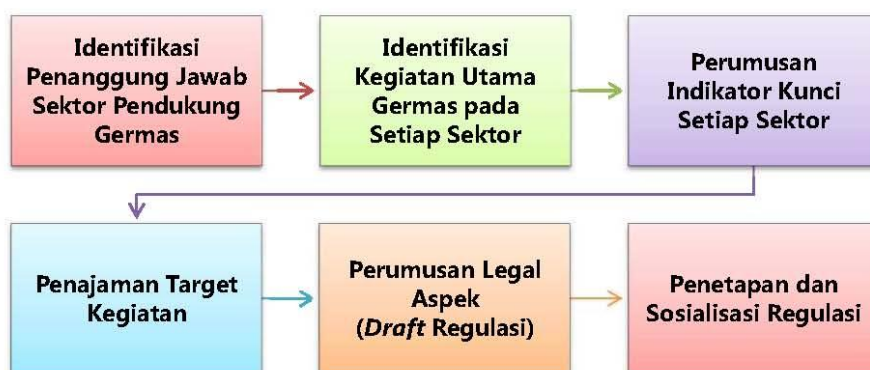 Identifikasi
Penanggung Jawab
Sektor Pendukung
Germas
Identifikasi
Kegiatan Utama
Germas pada
Setiap Sektor
Perumusan
Indikator Kunci
Setiap Sektor
Penajaman Target
Kegiatan
Perumusan Legal
Aspek
(Draft Regulasi)
Penetapan dan
Sosialisasi Regulasi